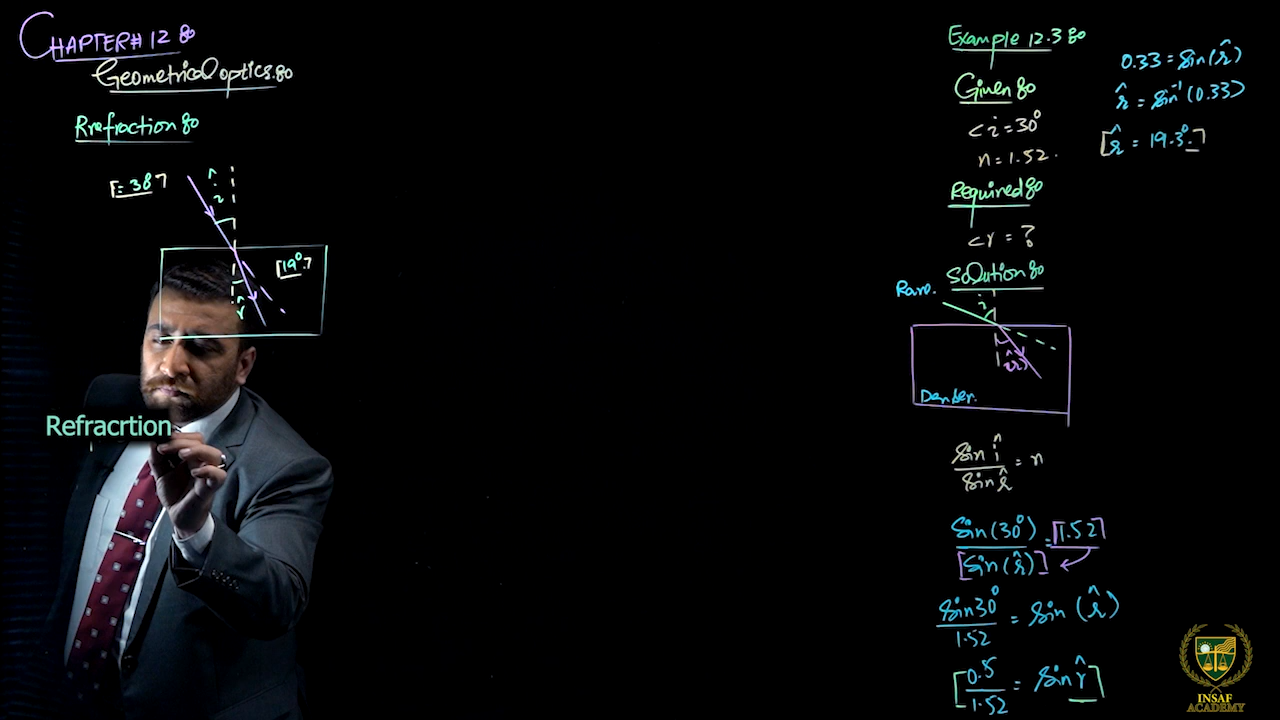 CHAPTER# 12 :-
Geometrical optics:-
Rrefraction :-
[= 38°]
î
[19°.]
r̂
Refracrtion
Example 12.3 :-
Given :-
<i = 30°
n = 1.52.
Required :-
<r = ?
Solution :-
Rare.
i
Denser.
Sin î / Sin r̂ = n
Sin(30°) / [Sin(r̂)] = [1.52]
Sin30° / 1.52 = Sin (r̂)
[0.5 / 1.52 = Sin r̂]
0.33 = Sin(r̂)
r̂ = Sin⁻¹(0.33)
[r̂ = 19.3°.]
INSAF
ACADEMY